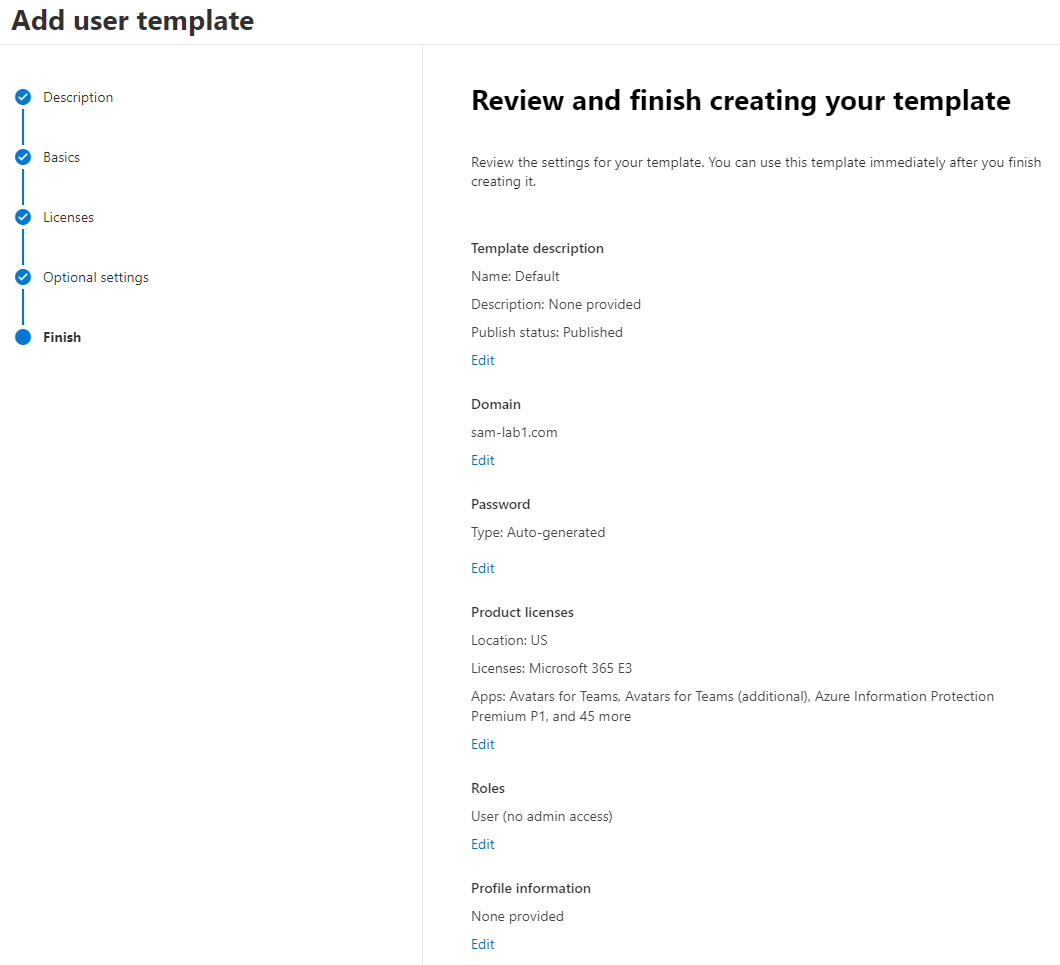 Add user template
Description
Basics
Licenses
Optional settings
Finish
Review and finish creating your template
Review the settings for your template. You can use this template immediately after you finish
creating it.
Template description
Name: Default
Description: None provided
Publish status: Published
Edit
Domain
sam-lab1.com
Edit
Password
Type: Auto-generated
Edit
Product licenses
Location: US
Licenses: Microsoft 365 E3
Apps: Avatars for Teams, Avatars for Teams (additional), Azure Information Protection
Premium P1, and 45 more
Edit
Roles
User (no admin access)
Edit
Profile information
None provided
Edit